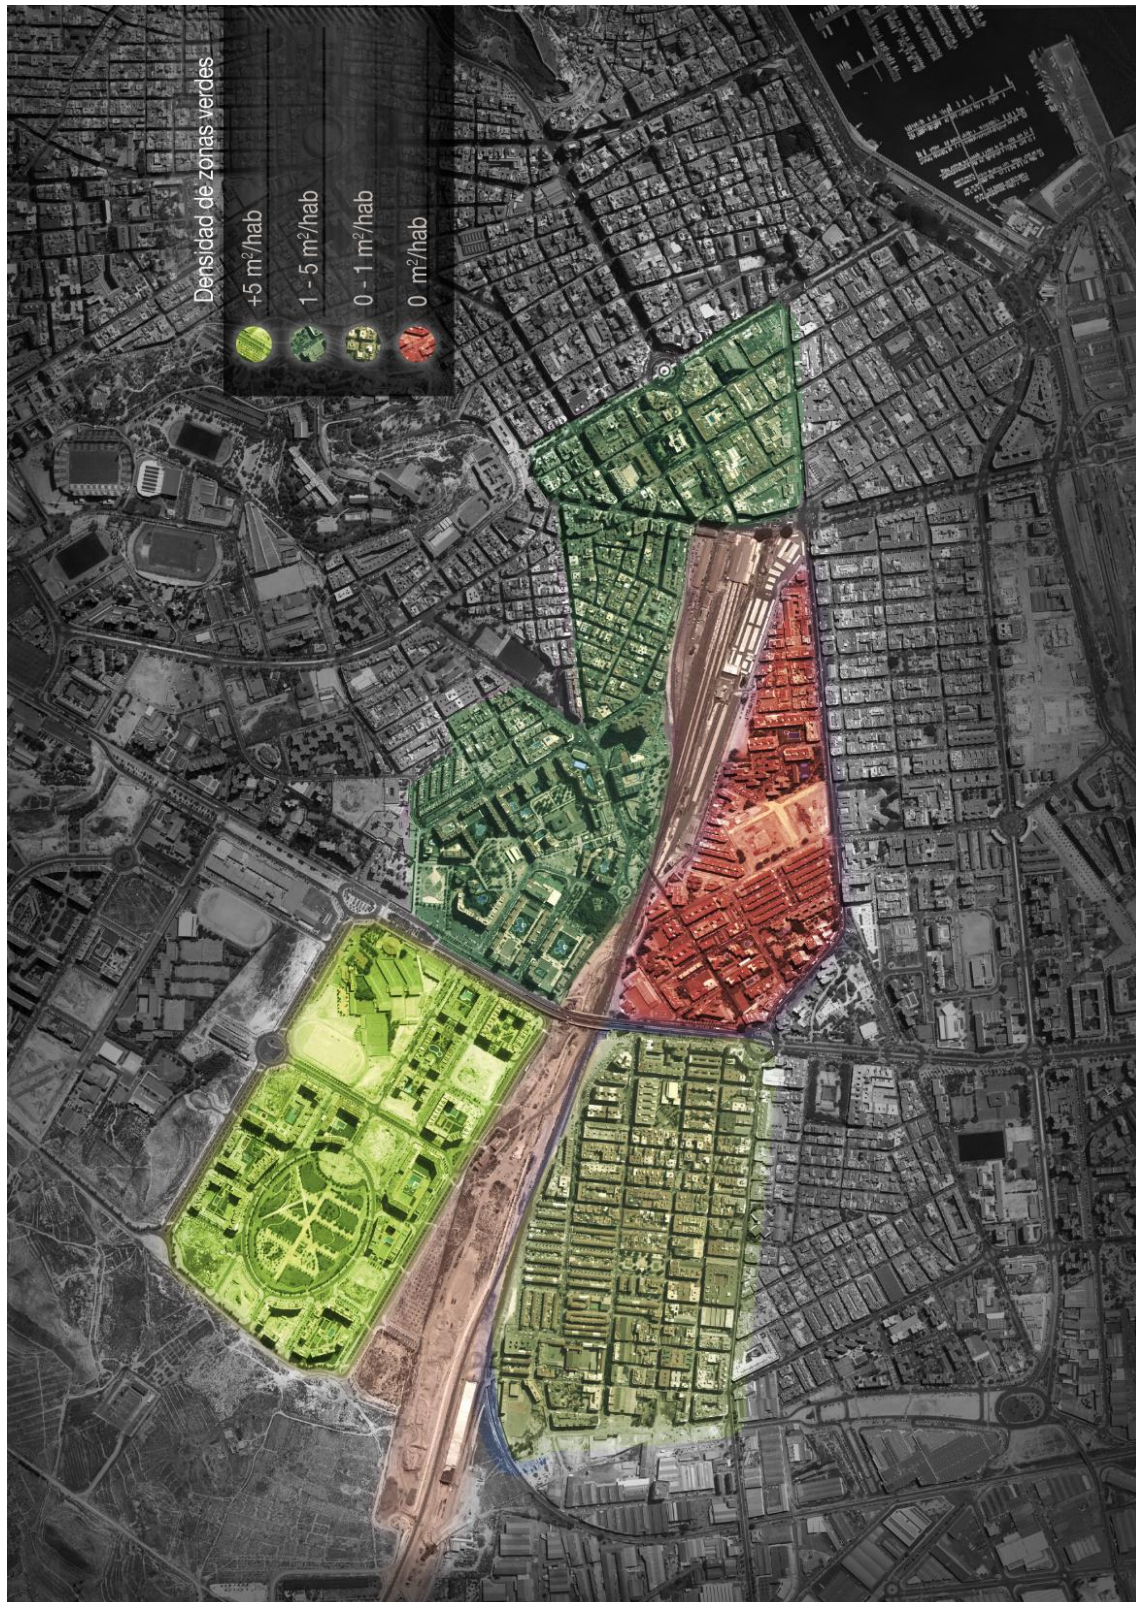 Densidad de zonas verdes
+5 m²/hab
1 - 5 m²/hab
0 - 1 m²/hab
0 m²/hab